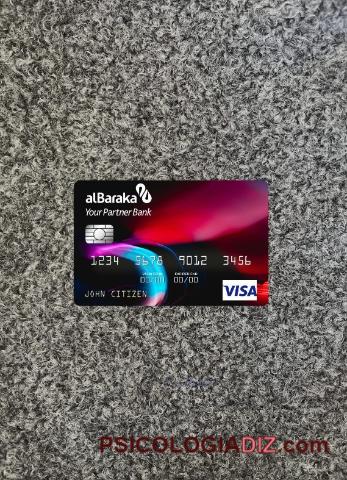 alBaraka
Your Partner Bank
1234 5678 9012 3456
00/00 00/00
JOHN CITIZEN
VISA
PSICOLOGIADIZ.com